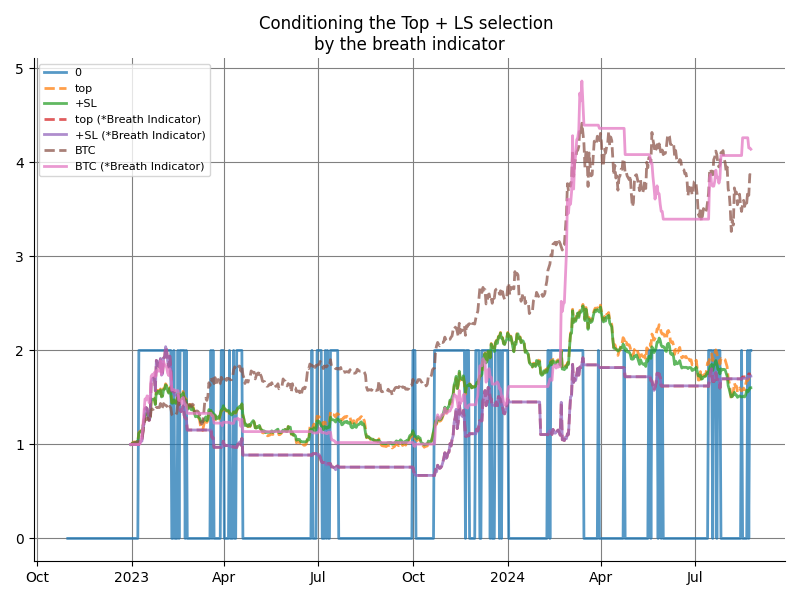 Conditioning the Top + LS selection
by the breath indicator
5
4
3
2
1
0
0
top
+SL
top (*Breath Indicator)
+SL (*Breath Indicator)
BTC
BTC (*Breath Indicator)
Oct
2023
Apr
Jul
Oct
2024
Apr
Jul